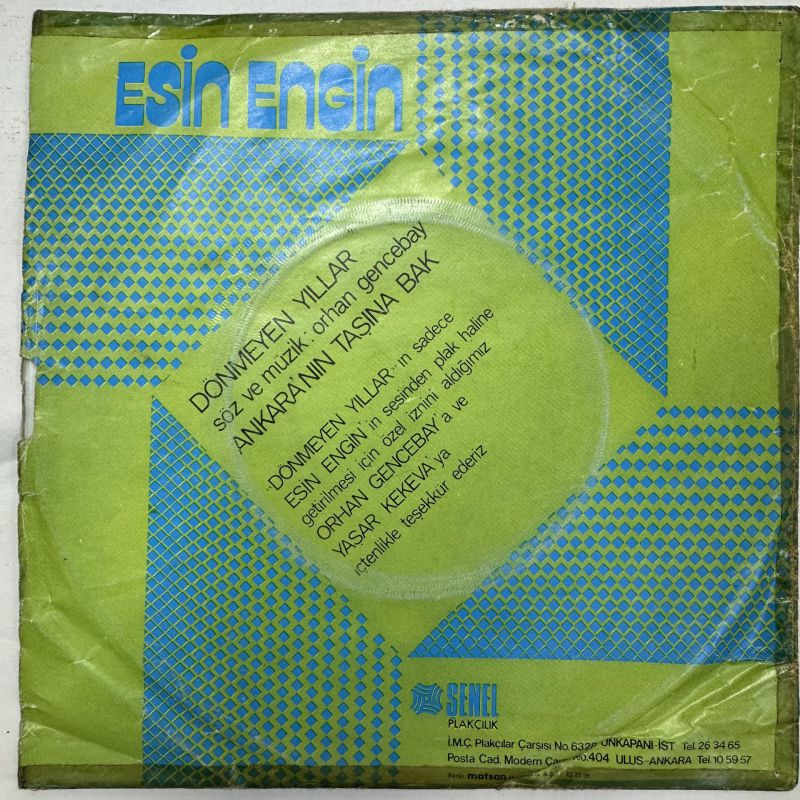 ESİN ENGİN
DÖNMEYEN YILLAR
söz ve müzik: orhan gencebay
ANKARA'NIN TAŞINA BAK
"DÖNMEYEN YILLAR"ın sadece
ESİN ENGİN'in sesinden plak haline
getirilmesi için özel iznini aldığımız
ORHAN GENCEBAY'a ve
YAŞAR KEKEVA'ya
içtenlikle teşekkür ederiz
ŞENEL
PLAKÇILIK
İ.M.Ç. Plakçılar Çarşısı No. 6328 UNKAPANI-İST Tel. 26 34 65
Posta Cad. Modern Çarşı No.404 ULUS-ANKARA Tel. 10 59 57
Baskı matsan